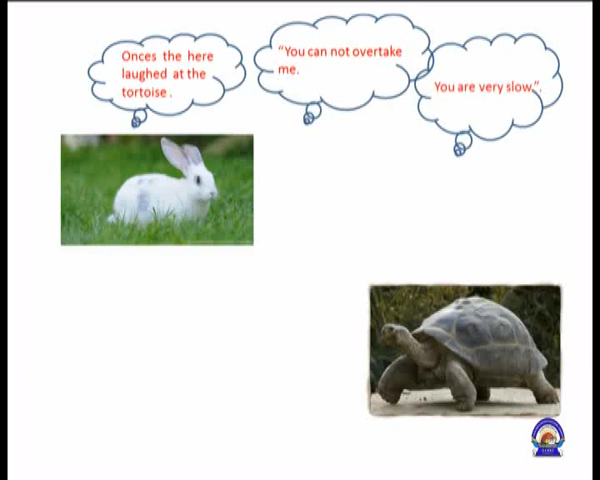 Onces the here
laughed at the
tortoise .
"You can not overtake
me.
You are very slow,".